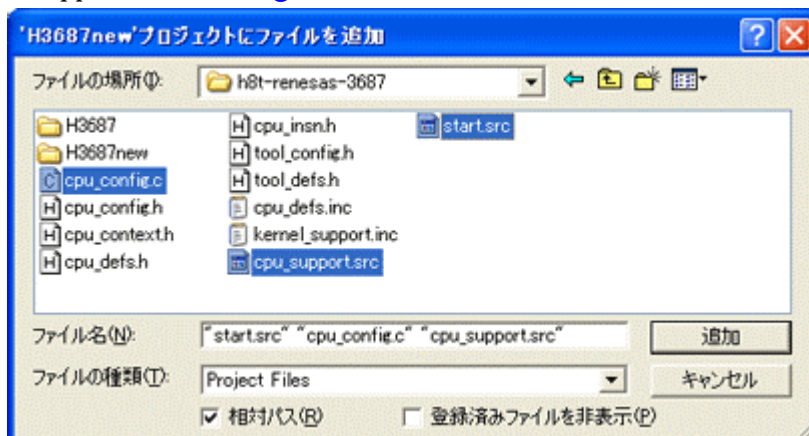 'H3687new'プロジェクトにファイルを追加
ファイルの場所(I):
h8t-renesas-3687
H3687
H3687new
cpu_config.c
cpu_config.h
cpu_context.h
cpu_defs.h
cpu_insn.h
tool_config.h
tool_defs.h
cpu_defs.inc
kernel_support.inc
cpu_support.src
start.src
ファイル名(N):
"start.src" "cpu_config.c" "cpu_support.src"
追加
ファイルの種類(T):
Project Files
キャンセル
相対パス(R)
登録済みファイルを非表示(P)